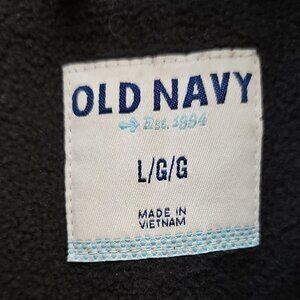 OLD NAVY
Est. 1994
L/G/G
MADE IN
VIETNAM